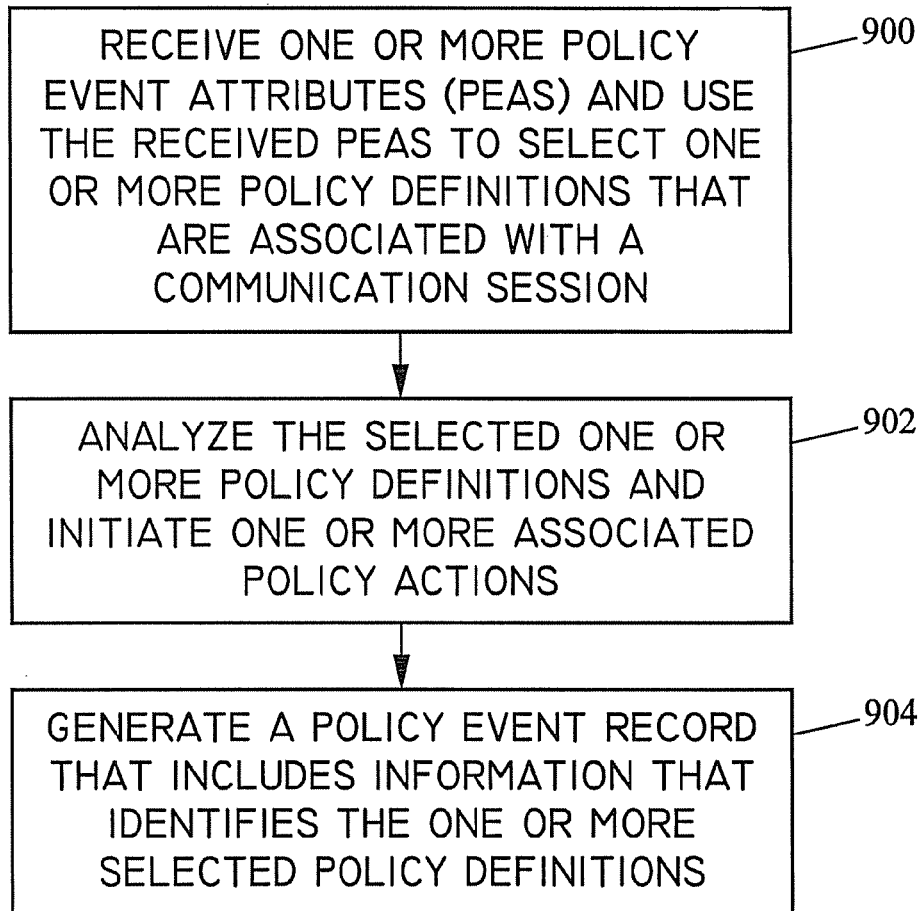 RECEIVE ONE OR MORE POLICY
EVENT ATTRIBUTES (PEAS) AND USE
THE RECEIVED PEAS TO SELECT ONE
OR MORE POLICY DEFINITIONS THAT
ARE ASSOCIATED WITH A
COMMUNICATION SESSION
900
ANALYZE THE SELECTED ONE OR
MORE POLICY DEFINITIONS AND
INITIATE ONE OR MORE ASSOCIATED
POLICY ACTIONS
902
GENERATE A POLICY EVENT RECORD
THAT INCLUDES INFORMATION THAT
IDENTIFIES THE ONE OR MORE
SELECTED POLICY DEFINITIONS
904